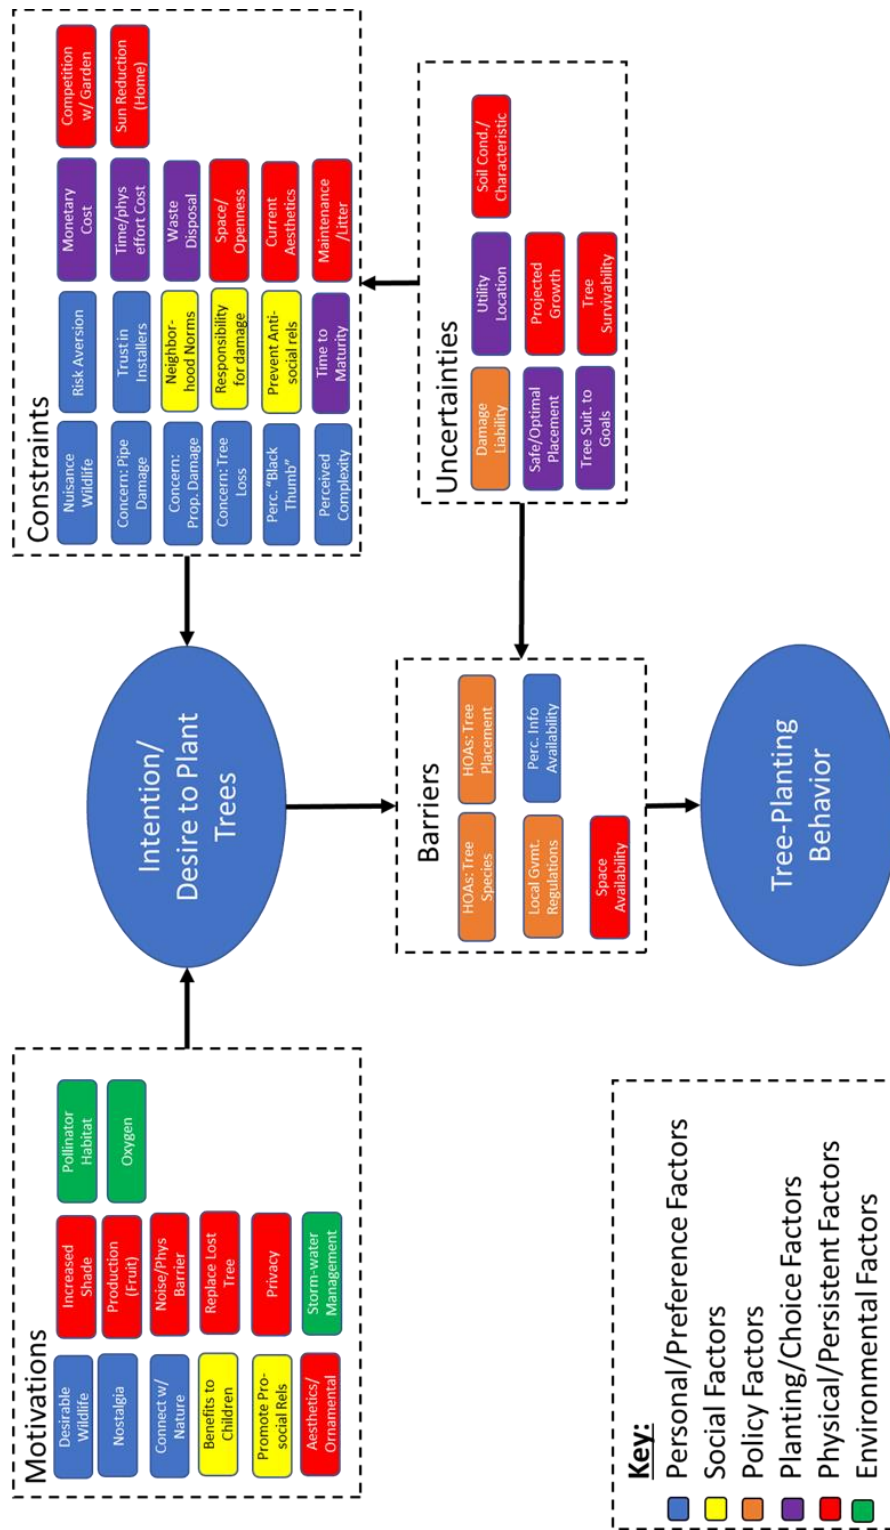 Motivations
Desirable
Wildlife
Nostalgia
Connect w/
Nature
Benefits to
Children
Promote Pro-
social Rels
Aesthetics/
Ornamental
Increased
Shade
Production
(Fruit)
Noise/Phys
Barrier
Replace Lost
Tree
Privacy
Storm-water
Management
Pollinator
Habitat
Oxygen
Intention/
Desire to Plant
Trees
Constraints
Nuisance
Wildlife
Concern: Pipe
Damage
Concern:
Prop. Damage
Concern: Tree
Loss
Perc. “Black
Thumb”
Perceived
Complexity
Risk Aversion
Trust in
Installers
Neighbor-
hood Norms
Responsibility
for damage
Prevent Anti-
social rels
Time to
Maturity
Monetary
Cost
Time/phys
effort Cost
Waste
Disposal
Space/
Openness
Current
Aesthetics
Maintenance
/Litter
Competition
w/ Garden
Sun Reduction
(Home)
Barriers
HOAs: Tree
Species
Local Gvmt.
Regulations
Space
Availability
HOAs: Tree
Placement
Perc. Info
Availability
Uncertainties
Damage
Liability
Safe/Optimal
Placement
Tree Suit. to
Goals
Utility
Location
Projected
Growth
Tree
Survivability
Soil Cond./
Characteristic
Tree-Planting
Behavior
Key:
Personal/Preference Factors
Social Factors
Policy Factors
Planting/Choice Factors
Physical/Persistent Factors
Environmental Factors